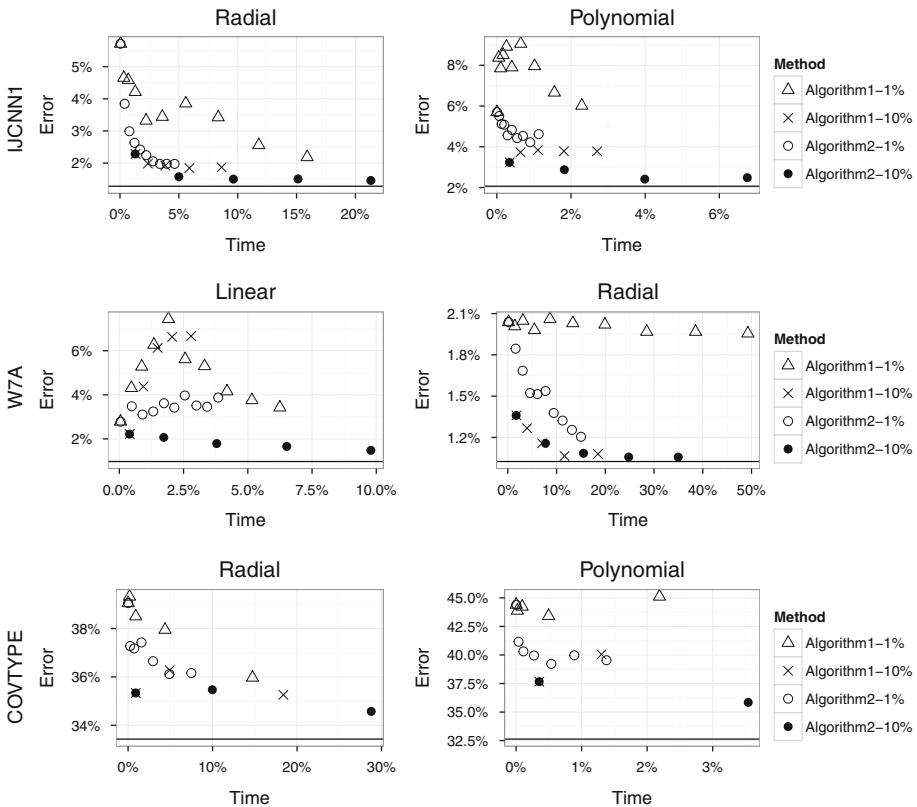 Radial
Polynomial
IJCNN1
Error
5%
4%
3%
2%
0%
5%
10%
15%
20%
Time
Error
8%
6%
4%
2%
0%
2%
4%
6%
Time
Method
Algorithm1−1%
Algorithm1−10%
Algorithm2−1%
Algorithm2−10%
Linear
Radial
W7A
Error
6%
4%
2%
0.0%
2.5%
5.0%
7.5%
10.0%
Time
Error
2.1%
1.8%
1.5%
1.2%
0%
10%
20%
30%
40%
50%
Time
Method
Algorithm1−1%
Algorithm1−10%
Algorithm2−1%
Algorithm2−10%
Radial
Polynomial
COVTYPE
Error
38%
36%
34%
0%
10%
20%
30%
Time
Error
45.0%
42.5%
40.0%
37.5%
35.0%
32.5%
0%
1%
2%
3%
Time
Method
Algorithm1−1%
Algorithm1−10%
Algorithm2−1%
Algorithm2−10%